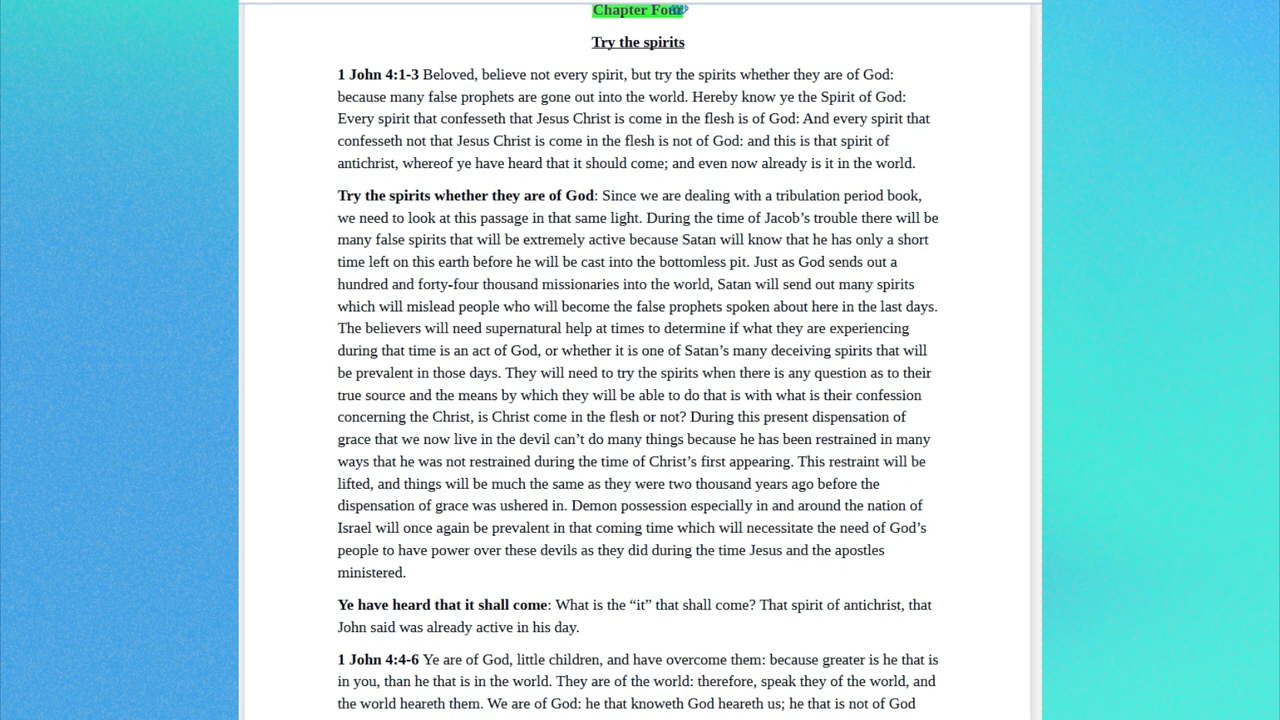 Chapter Four
Try the spirits
1 John 4:1-3 Beloved, believe not every spirit, but try the spirits whether they are of God:
because many false prophets are gone out into the world. Hereby know ye the Spirit of God:
Every spirit that confesseth that Jesus Christ is come in the flesh is of God: And every spirit that
confesseth not that Jesus Christ is come in the flesh is not of God: and this is that spirit of
antichrist, whereof ye have heard that it should come; and even now already is it in the world.
Try the spirits whether they are of God: Since we are dealing with a tribulation period book,
we need to look at this passage in that same light. During the time of Jacob’s trouble there will be
many false spirits that will be extremely active because Satan will know that he has only a short
time left on this earth before he will be cast into the bottomless pit. Just as God sends out a
hundred and forty-four thousand missionaries into the world, Satan will send out many spirits
which will mislead people who will become the false prophets spoken about here in the last days.
The believers will need supernatural help at times to determine if what they are experiencing
during that time is an act of God, or whether it is one of Satan’s many deceiving spirits that will
be prevalent in those days. They will need to try the spirits when there is any question as to their
true source and the means by which they will be able to do that is with what is their confession
concerning the Christ, is Christ come in the flesh or not? During this present dispensation of
grace that we now live in the devil can’t do many things because he has been restrained in many
ways that he was not restrained during the time of Christ’s first appearing. This restraint will be
lifted, and things will be much the same as they were two thousand years ago before the
dispensation of grace was ushered in. Demon possession especially in and around the nation of
Israel will once again be prevalent in that coming time which will necessitate the need of God’s
people to have power over these devils as they did during the time Jesus and the apostles
ministered.
Ye have heard that it shall come: What is the “it” that shall come? That spirit of antichrist, that
John said was already active in his day.
1 John 4:4-6 Ye are of God, little children, and have overcome them: because greater is he that is
in you, than he that is in the world. They are of the world: therefore, speak they of the world, and
the world heareth them. We are of God: he that knoweth God heareth us; he that is not of God